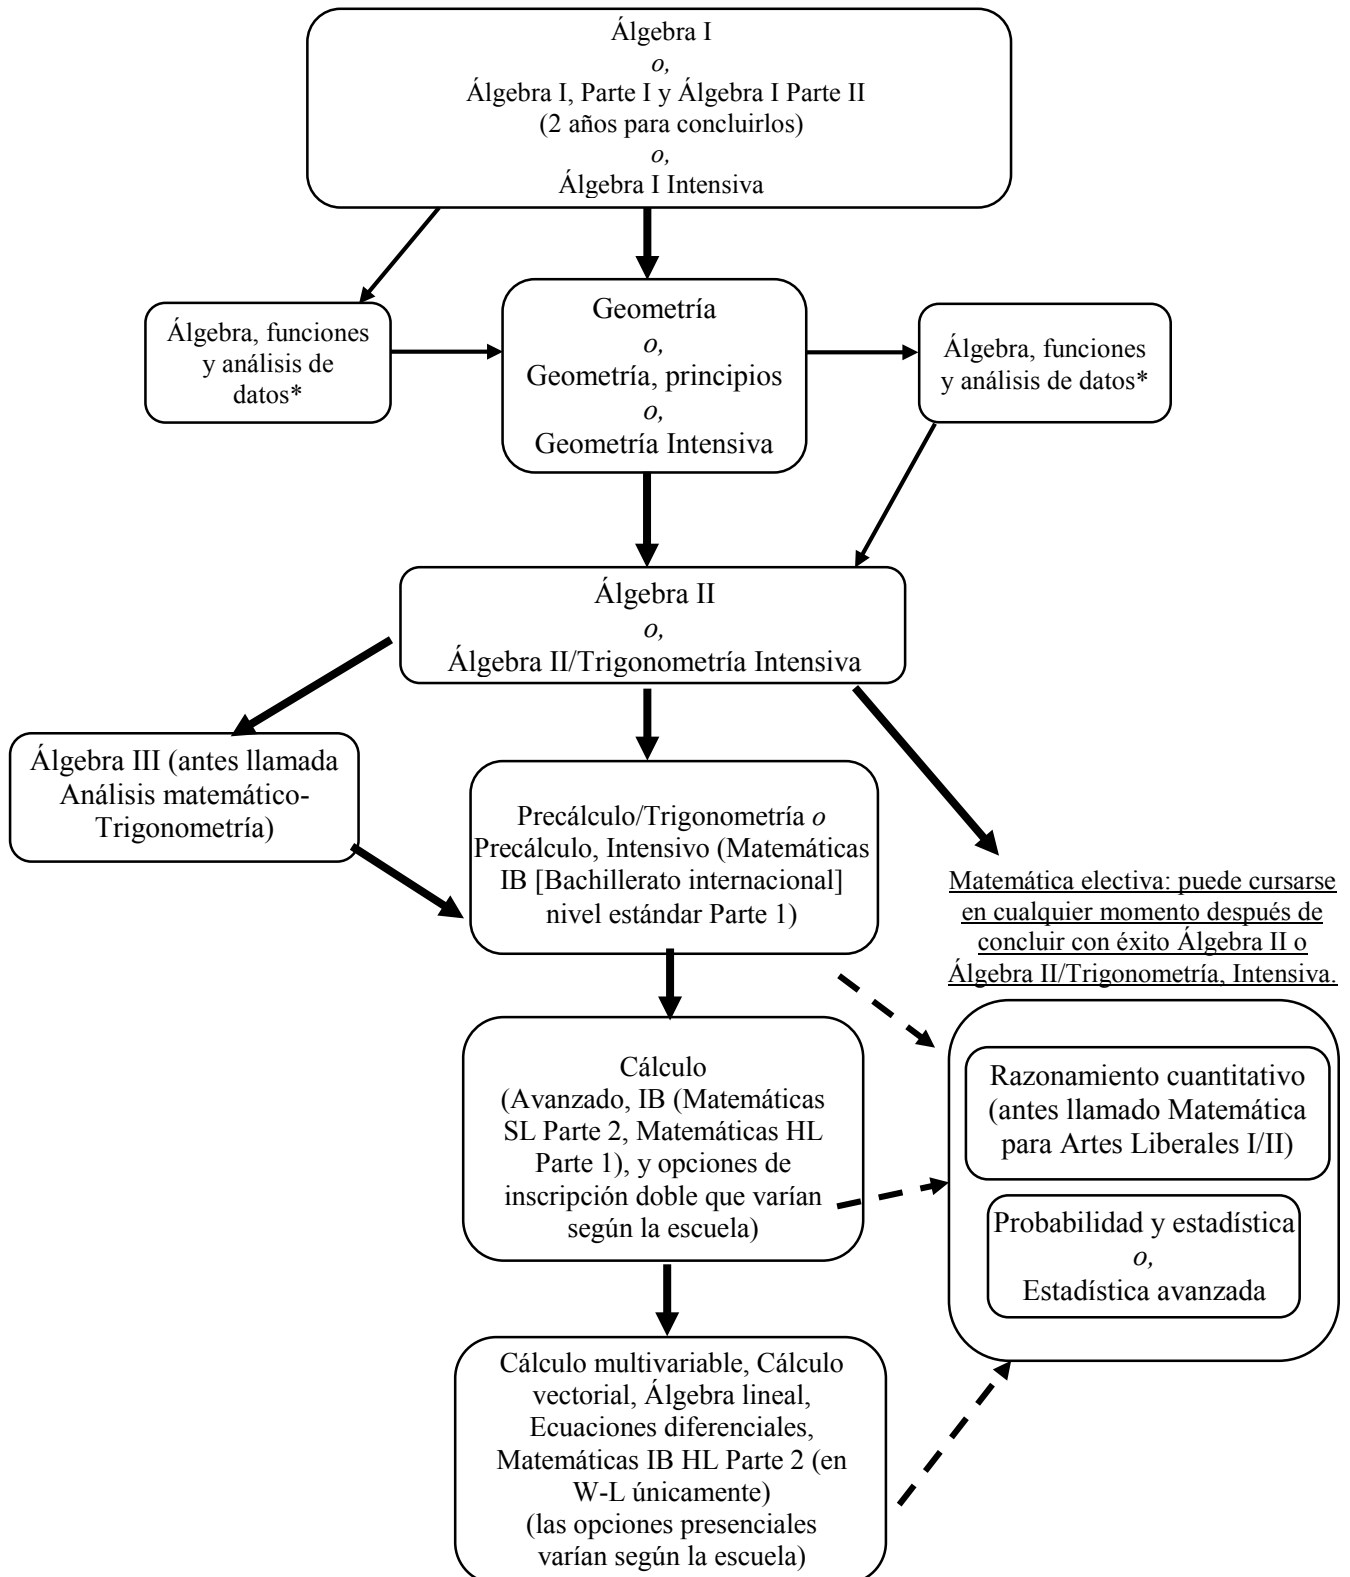 Álgebra I
o,
Álgebra I, Parte I y Álgebra I Parte II
(2 años para concluirlos)
o,
Álgebra I Intensiva
Álgebra, funciones
y análisis de
datos*
Geometría
o,
Geometría, principios
o,
Geometría Intensiva
Álgebra, funciones
y análisis de datos*
Álgebra II
o,
Álgebra II/Trigonometría Intensiva
Álgebra III (antes llamada
Análisis matemático-
Trigonometría)
Precálculo/Trigonometría o
Precálculo, Intensivo (Matemáticas
IB [Bachillerato internacional]
nivel estándar Parte 1)
Matemática electiva: puede cursarse
en cualquier momento después de
concluir con éxito Álgebra II o
Álgebra II/Trigonometría, Intensiva.
Cálculo
(Avanzado, IB (Matemáticas
SL Parte 2, Matemáticas HL
Parte 1), y opciones de
inscripción doble que varían
según la escuela)
Razonamiento cuantitativo
(antes llamado Matemática
para Artes Liberales I/II)
Probabilidad y estadística
o,
Estadística avanzada
Cálculo multivariable, Cálculo
vectorial, Álgebra lineal,
Ecuaciones diferenciales,
Matemáticas IB HL Parte 2 (en
W-L únicamente)
(las opciones presenciales
varían según la escuela)